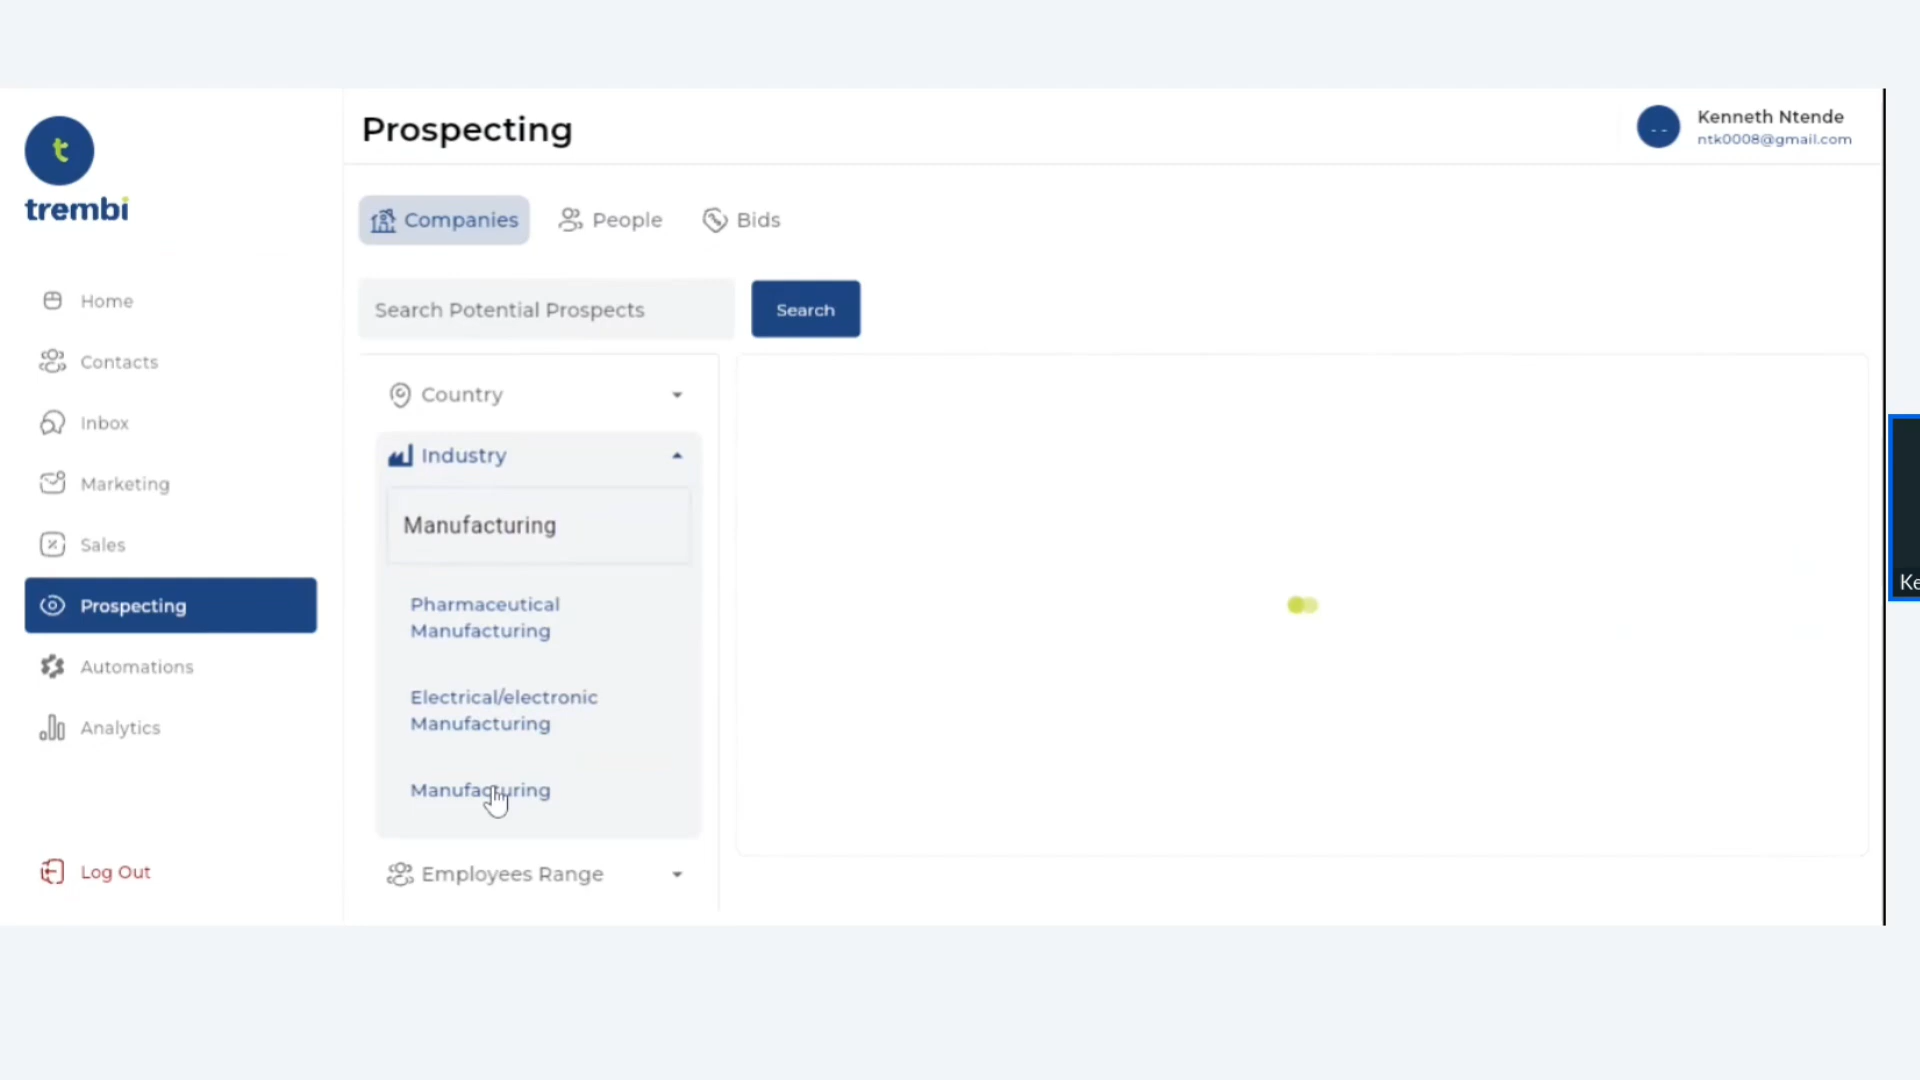 Prospecting
Kenneth Ntende
ntk0008@gmail.com
t
trembi
Companies
People
Bids
Search Potential Prospects
Search
Home
Contacts
Inbox
Marketing
Sales
Prospecting
Automations
Analytics
Log Out
Country
Industry
Manufacturing
Pharmaceutical
Manufacturing
Electrical/electronic
Manufacturing
Manufacturing
Employees Range
Ke